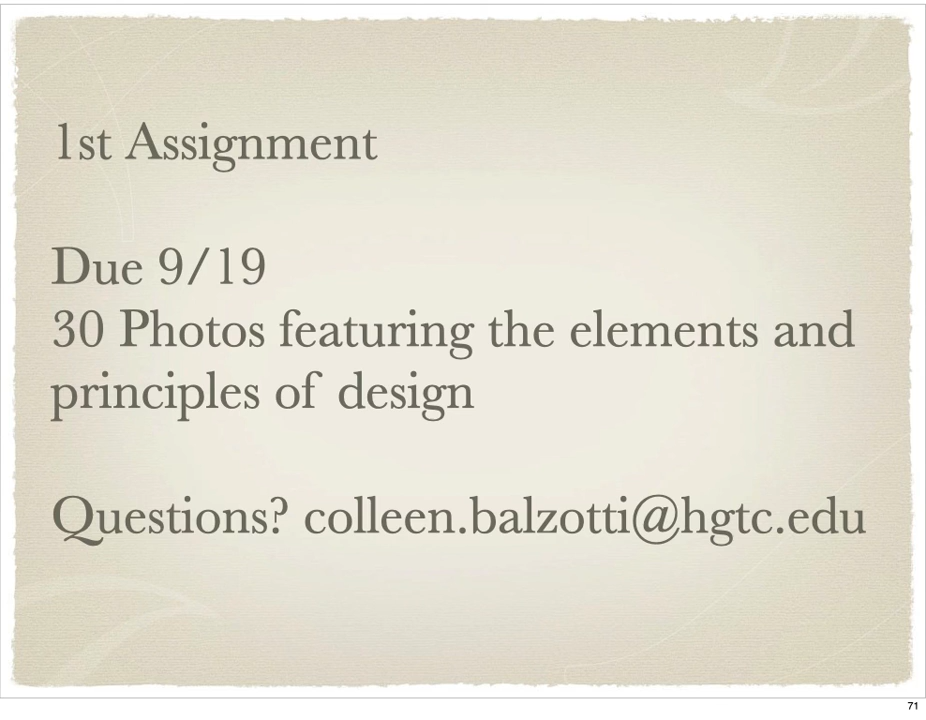 1st Assignment
Due 9/19
30 Photos featuring the elements and
principles of design
Questions? colleen.balzotti@hgtc.edu
71